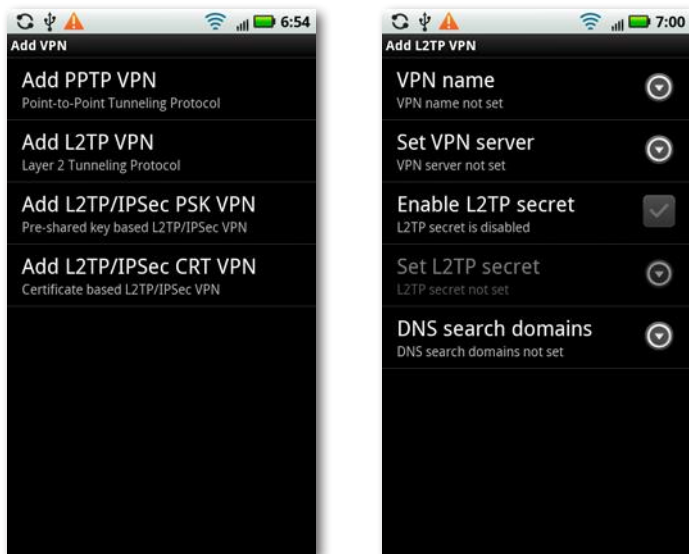 6:54
Add VPN
Add PPTP VPN
Point-to-Point Tunneling Protocol
Add L2TP VPN
Layer 2 Tunneling Protocol
Add L2TP/IPSec PSK VPN
Pre-shared key based L2TP/IPSec VPN
Add L2TP/IPSec CRT VPN
Certificate based L2TP/IPSec VPN
7:00
Add L2TP VPN
VPN name
VPN name not set
Set VPN server
VPN server not set
Enable L2TP secret
L2TP secret is disabled
Set L2TP secret
L2TP secret not set
DNS search domains
DNS search domains not set